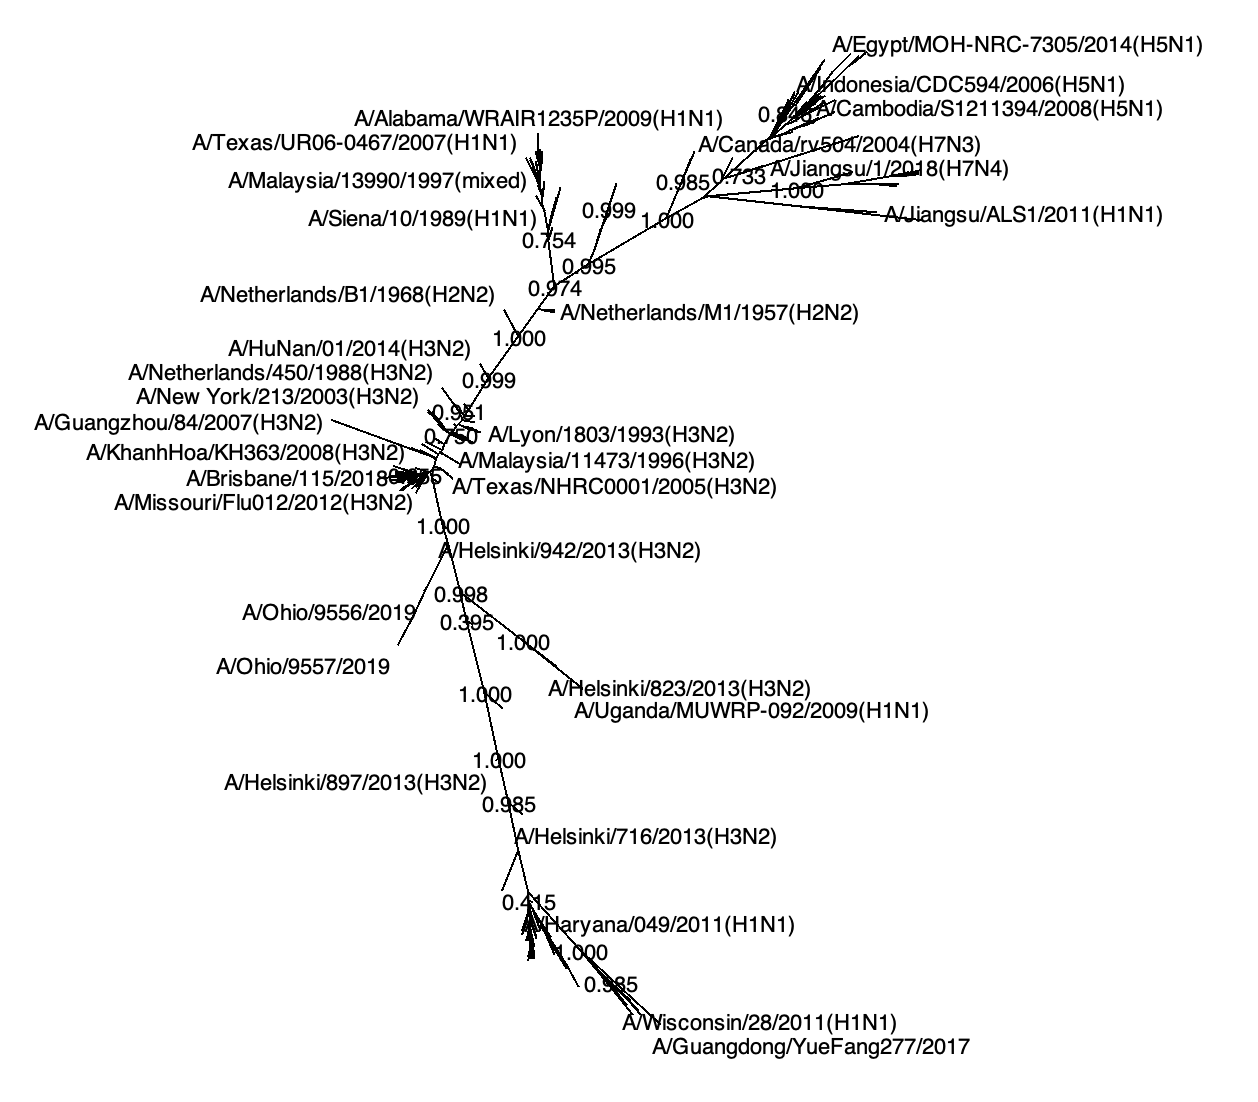 A/Egypt/MOH-NRC-7305/2014(H5N1)
A/Indonesia/CDC594/2006(H5N1)
A/Cambodia/S1211394/2008(H5N1)
A/Alabama/WRAIR1235P/2009(H1N1)
A/Texas/UR06-0467/2007(H1N1)
A/Canada/rv504/2004(H7N3)
A/Jiangsu/1/2018(H7N4)
0.733
A/Malaysia/13990/1997(mixed)
0.985
1.000
A/Siena/10/1989(H1N1)
0.999
1.000
A/Jiangsu/ALS1/2011(H1N1)
0.754
0.995
0.974
A/Netherlands/B1/1968(H2N2)
A/Netherlands/M1/1957(H2N2)
1.000
A/HuNan/01/2014(H3N2)
A/Netherlands/450/1988(H3N2)
0.999
A/New York/213/2003(H3N2)
0.951
A/Guangzhou/84/2007(H3N2)
A/Lyon/1803/1993(H3N2)
A/KhanhHoa/KH363/2008(H3N2)
A/Malaysia/11473/1996(H3N2)
A/Brisbane/115/2018
A/Texas/NHRC0001/2005(H3N2)
A/Missouri/Flu012/2012(H3N2)
1.000
A/Helsinki/942/2013(H3N2)
0.998
A/Ohio/9556/2019
0.395
1.000
A/Ohio/9557/2019
A/Helsinki/823/2013(H3N2)
1.000
A/Uganda/MUWRP-092/2009(H1N1)
1.000
A/Helsinki/897/2013(H3N2)
0.985
A/Helsinki/716/2013(H3N2)
0.415
A/Haryana/049/2011(H1N1)
1.000
0.985
A/Wisconsin/28/2011(H1N1)
A/Guangdong/YueFang277/2017